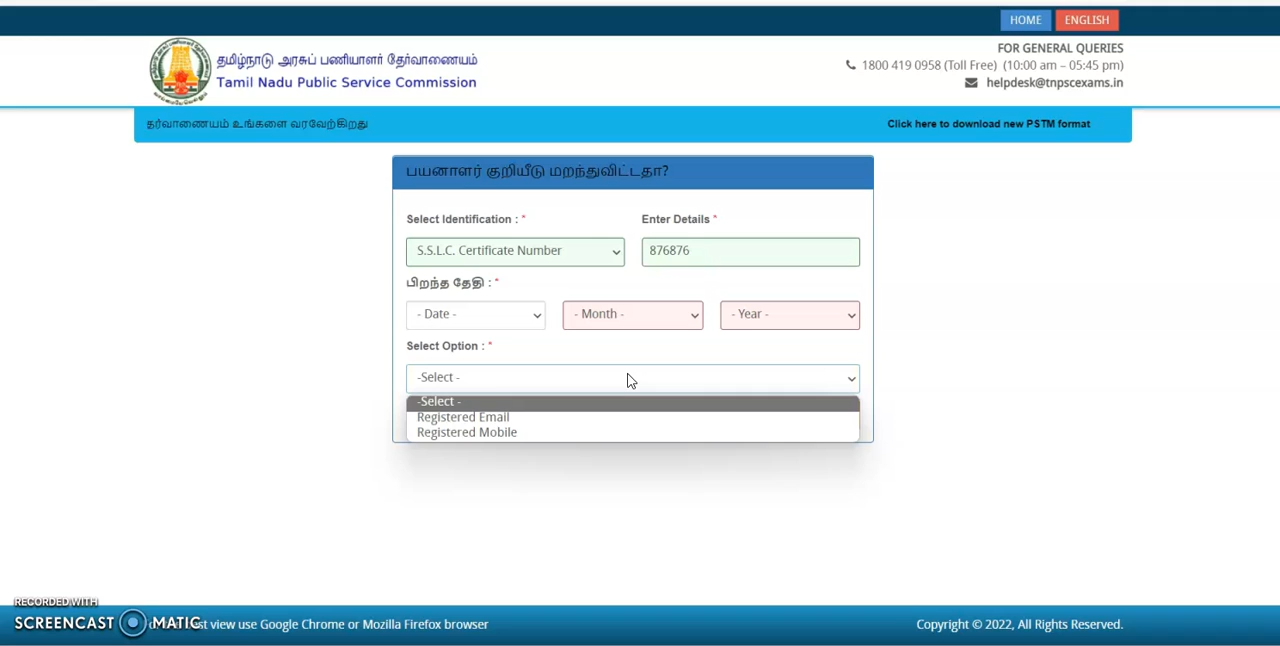 HOME ENGLISH
தமிழ்நாடு அரசுப் பணியாளர் தேர்வாணையம்
Tamil Nadu Public Service Commission
FOR GENERAL QUERIES
1800 419 0958 (Toll Free) (10:00 am – 05:45 pm)
helpdesk@tnpscexams.in
தர்வாணையம் உங்களை வரவேற்கிறது
Click here to download new PSTM format
பயனாளர் குறியீடு மறந்துவிட்டதா?
Select Identification : * Enter Details *
S.S.L.C. Certificate Number 876876
பிறந்த தேதி : *
- Date - - Month - - Year -
Select Option : *
-Select -
-Select -
Registered Email
Registered Mobile
RECORDED WITH
SCREENCAST MATIC
st view use Google Chrome or Mozilla Firefox browser
Copyright © 2022, All Rights Reserved.